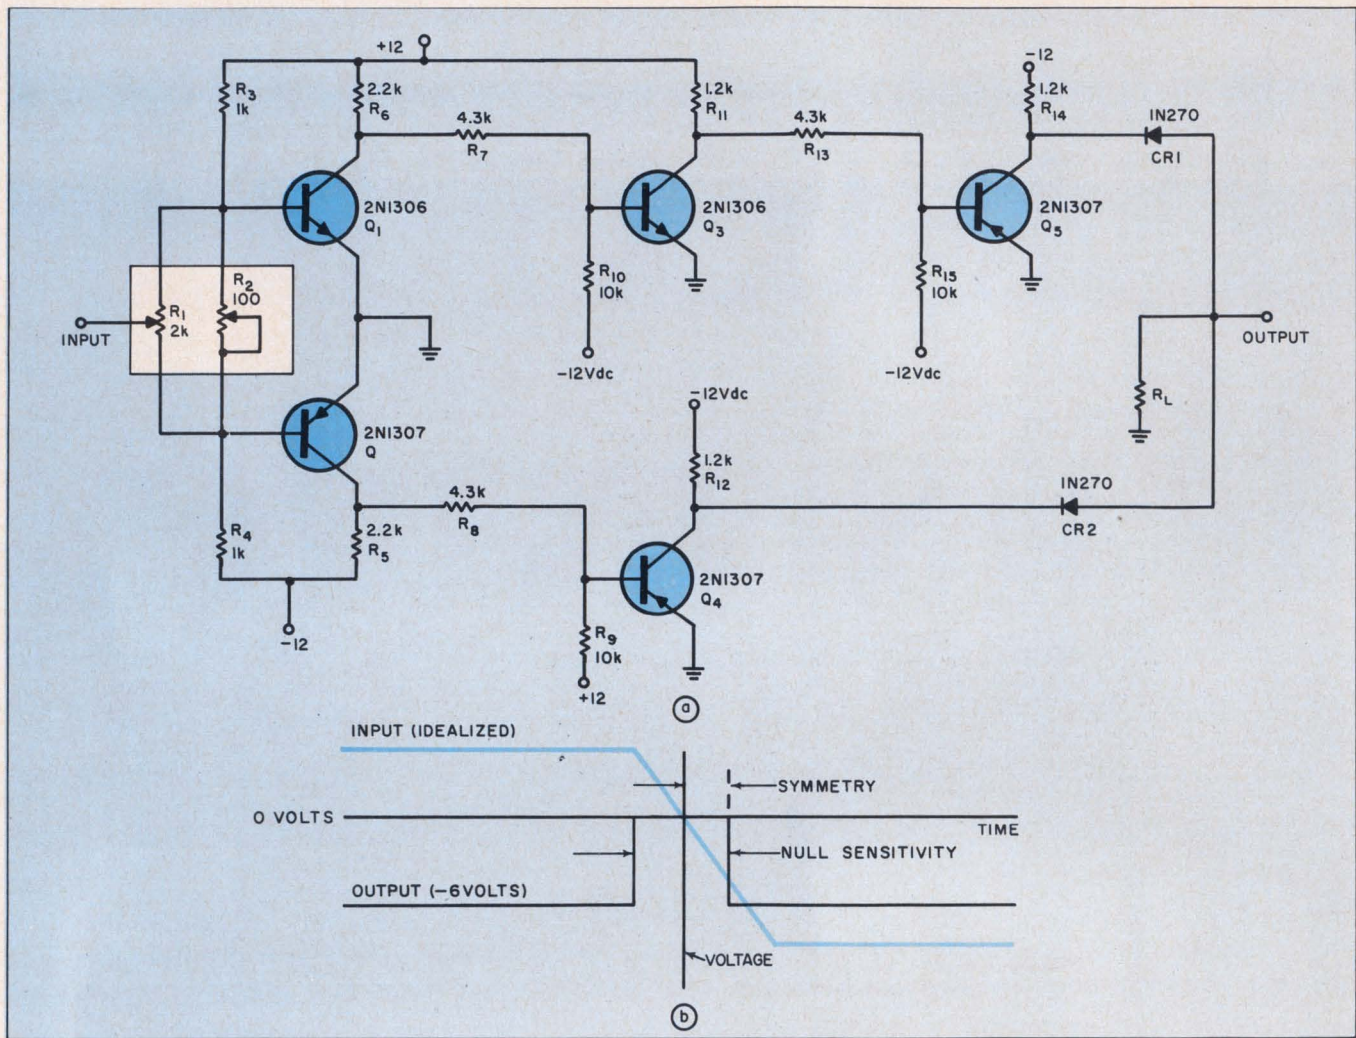 +12
-12
R3
1k
2.2k
R6
4.3k
R7
1.2k
R11
4.3k
R13
1.2k
R14
IN270
CR1
2N1306
Q1
2N1306
Q3
2N1307
Q5
R2
100
R1
2k
INPUT
R10
10k
R15
10k
-12Vdc
-12Vdc
OUTPUT
RL
-12Vdc
2N1307
Q
1.2k
R12
4.3k
R8
IN270
CR2
R4
1k
2.2k
R5
2N1307
Q4
-12
R9
10k
+12
a
INPUT (IDEALIZED)
SYMMETRY
0 VOLTS
TIME
NULL SENSITIVITY
OUTPUT (-6VOLTS)
VOLTAGE
b